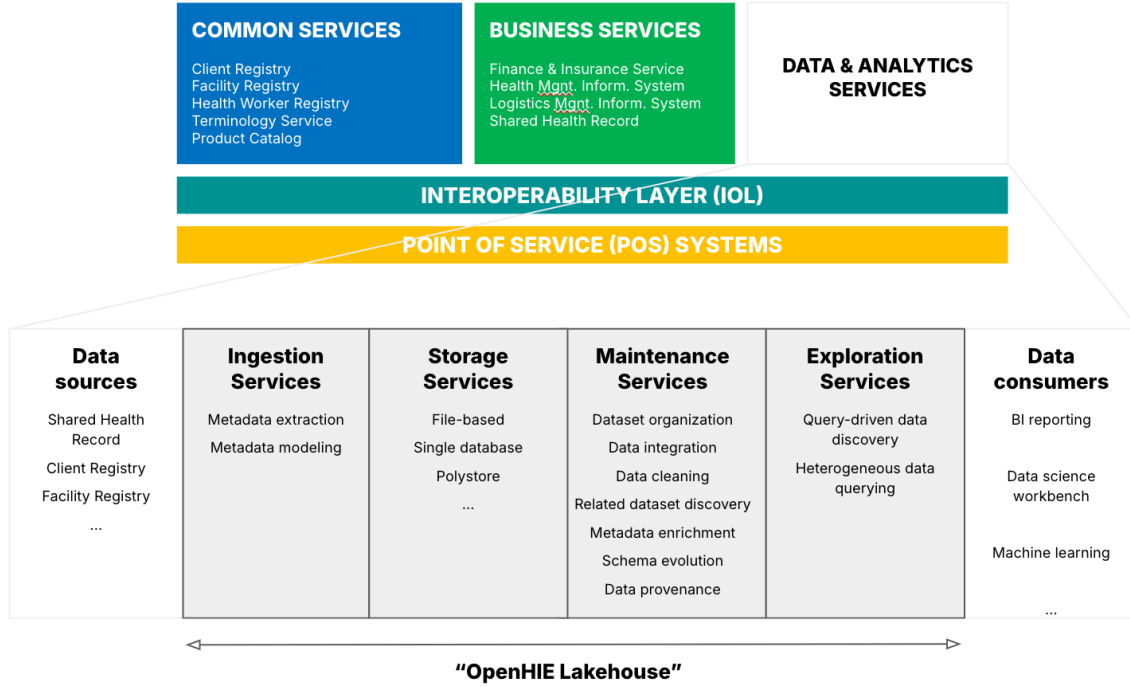 COMMON SERVICES
Client Registry
Facility Registry
Health Worker Registry
Terminology Service
Product Catalog
BUSINESS SERVICES
Finance & Insurance Service
Health Mgnt. Inform. System
Logistics Mgnt. Inform. System
Shared Health Record
DATA & ANALYTICS
SERVICES
INTEROPERABILITY LAYER (IOL)
POINT OF SERVICE (POS) SYSTEMS
Data
sources
Shared Health
Record
Client Registry
Facility Registry
...
Ingestion
Services
Metadata extraction
Metadata modeling
Storage
Services
File-based
Single database
Polystore
...
Maintenance
Services
Dataset organization
Data integration
Data cleaning
Related dataset discovery
Metadata enrichment
Schema evolution
Data provenance
Exploration
Services
Query-driven data
discovery
Heterogeneous data
querying
Data
consumers
BI reporting
Data science
workbench
Machine learning
...
“OpenHIE Lakehouse”